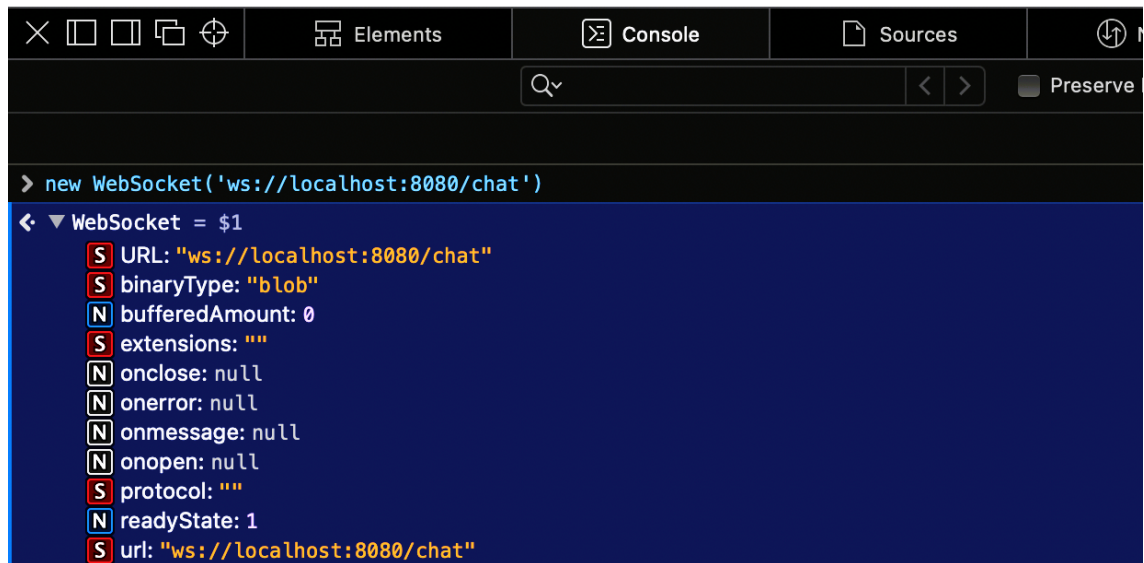 Elements Console Sources
Preserve
> new WebSocket('ws://localhost:8080/chat')
WebSocket = $1
S URL: "ws://localhost:8080/chat"
S binaryType: "blob"
N bufferedAmount: 0
S extensions: ""
N onclose: null
N onerror: null
N onmessage: null
N onopen: null
S protocol: ""
N readyState: 1
S url: "ws://localhost:8080/chat"